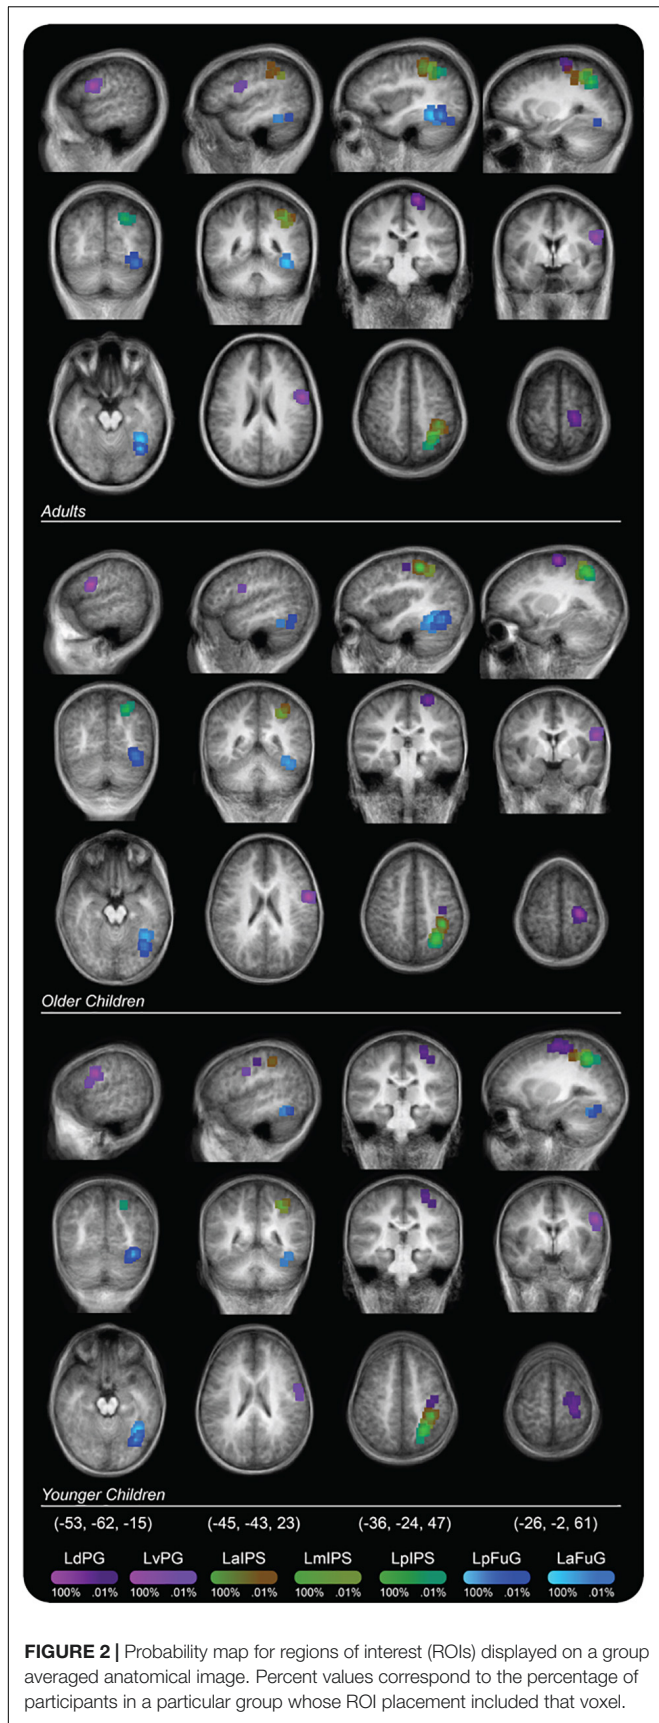 Adults
Older Children
Younger Children
(-53, -62, -15) (-45, -43, 23) (-36, -24, 47) (-26, -2, 61)
LdPG LvPG LaIPS LmIPS LpIPS LpFuG LaFuG
100% .01% 100% .01% 100% .01% 100% .01% 100% .01% 100% .01% 100% .01%
FIGURE 2 | Probability map for regions of interest (ROIs) displayed on a group
averaged anatomical image. Percent values correspond to the percentage of
participants in a particular group whose ROI placement included that voxel.